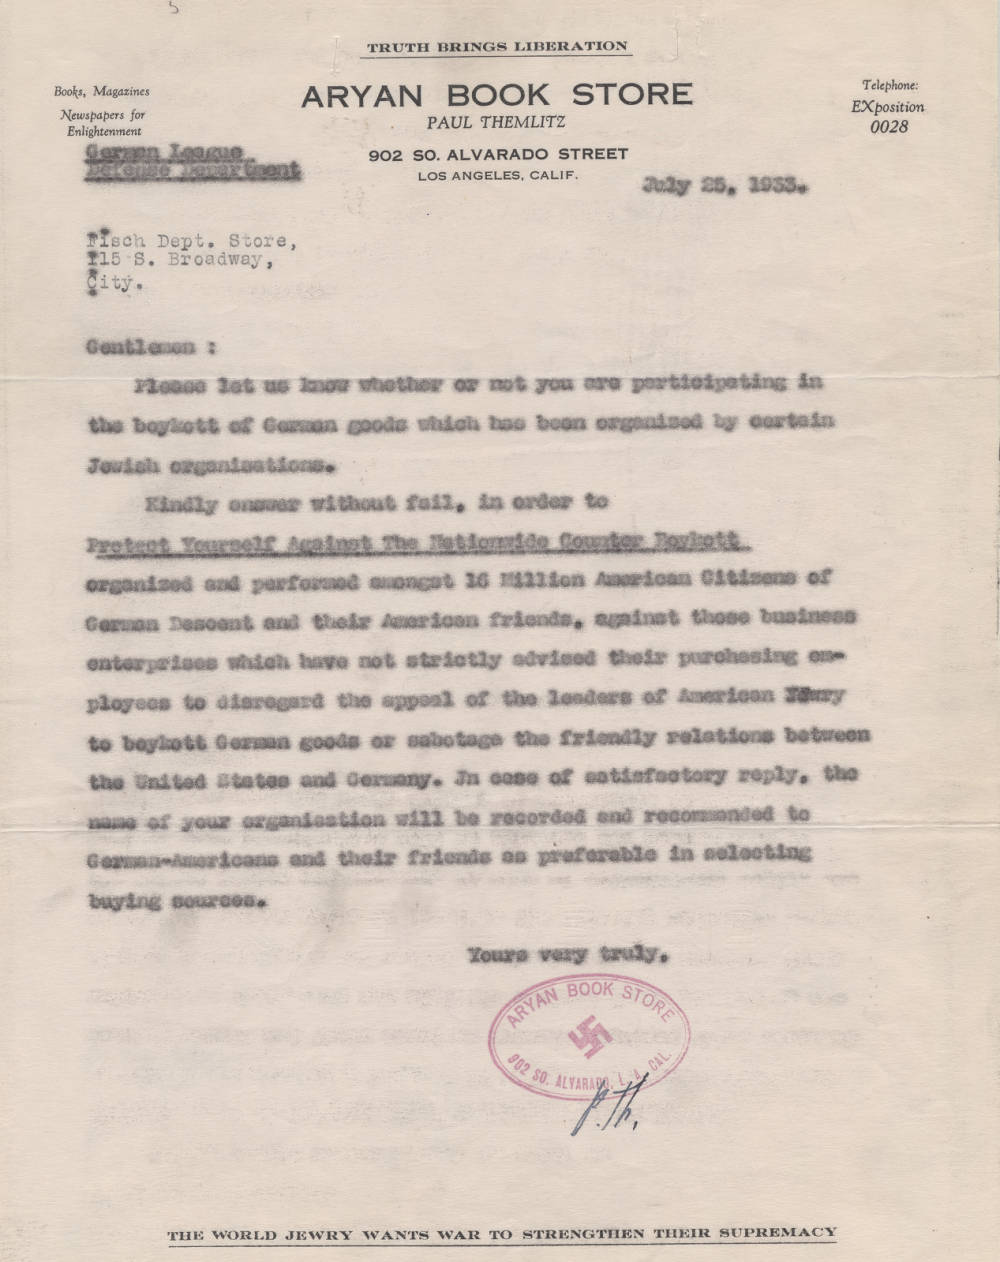 TRUTH BRINGS LIBERATION
Books, Magazines
Newspapers for
Enlightenment
ARYAN BOOK STORE
PAUL THEMLITZ
902 SO. ALVARADO STREET
LOS ANGELES, CALIF.
Telephone:
EXposition
0028
German League
Defense Department
July 25, 1933.
Fisch Dept. Store,
115 S. Broadway,
City.
Gentlemen :
Please let us know whether or not you are participating in
the boykott of German goods which has been organized by certain
Jewish organisations.
Kindly answer without fail, in order to
Protect Yourself Against The Nationwide Counter Boykott
organized and performed amongst 16 Million American Citizens of
German Descent and their American friends, against those business
enterprises which have not strictly advised their purchasing em-
ployees to disregard the appeal of the leaders of American Jewry
to boykott German goods or sabotage the friendly relations between
the United States and Germany. Jn case of satisfactory reply, the
name of your organisation will be recorded and recommended to
German-Americans and their friends as preferable in selecting
buying sources.
Yours very truly,
ARYAN BOOK STORE
902 SO. ALVARADO, L. A. CAL.
P.Th.
THE WORLD JEWRY WANTS WAR TO STRENGTHEN THEIR SUPREMACY